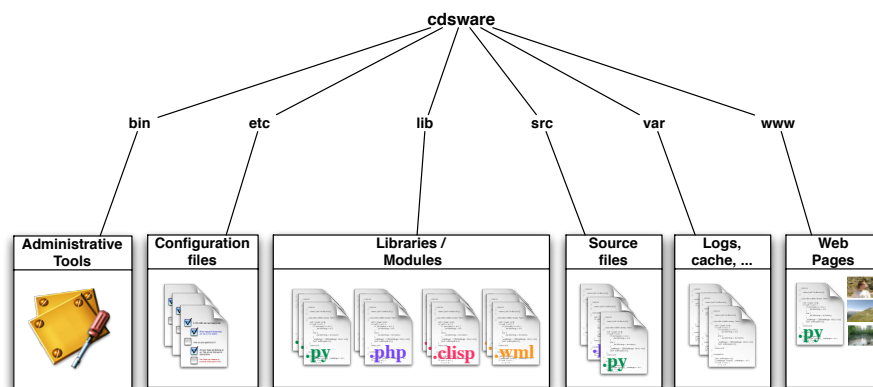 cdsware
bin
etc
lib
src
var
www
Administrative
Tools
Configuration
files
Libraries /
Modules
Source
files
Logs,
cache, ...
Web
Pages
.py
.php
.clisp
.wml
.py
.py